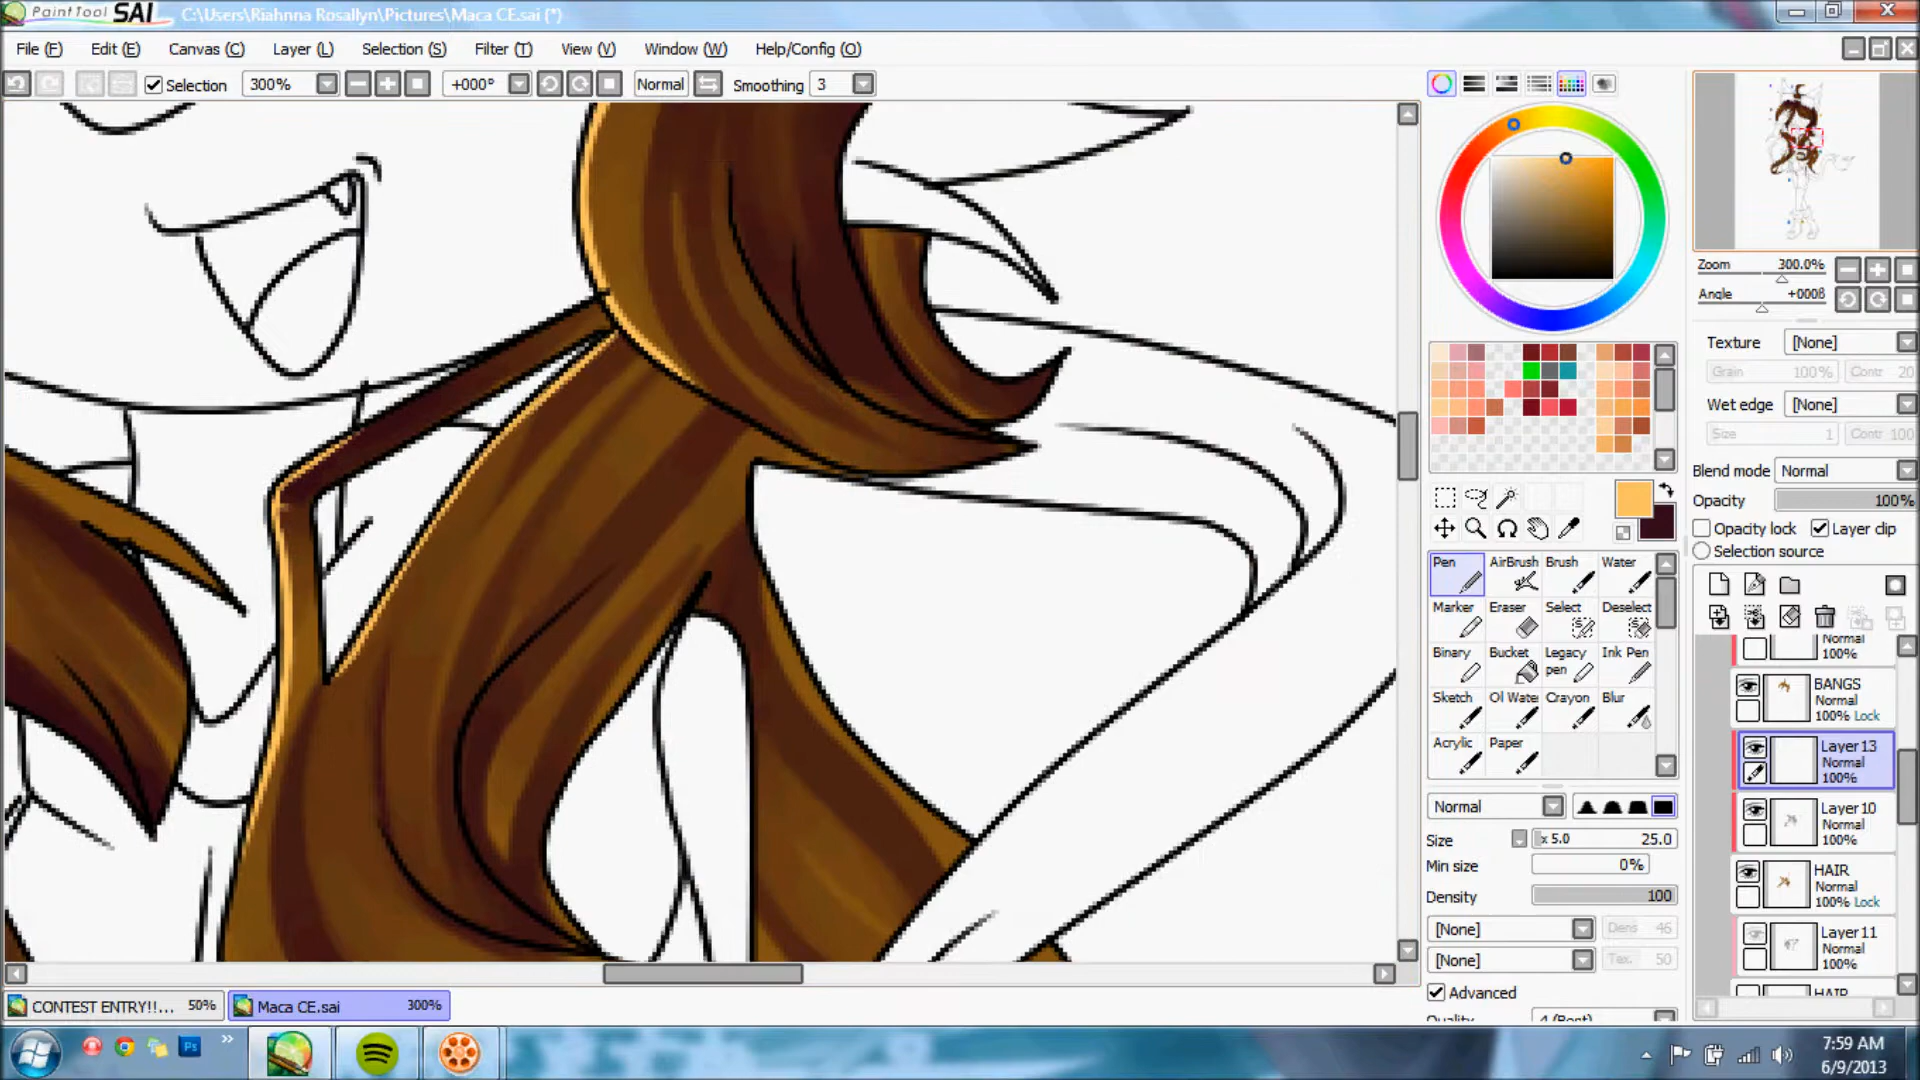 PaintTool SAI C:\Users\Riahnna Rosallyn\Pictures\Maca CE.sai (*)
File (F) Edit (E) Canvas (C) Layer (L) Selection (S) Filter (T) View (V) Window (W) Help/Config (O)
Selection 300% +000° Normal Smoothing 3
Zoom 300.0%
Angle +000ß
Texture [None]
Grain 100% Contr 20
Wet edge [None]
Size 1 Contr 100
Blend mode Normal
Opacity 100%
Opacity lock Layer clip
Selection source
Pen AirBrush Brush Water
Marker Eraser Select Deselect
Binary Bucket Legacy pen Ink Pen
Sketch Oil Water Crayon Blur
Acrylic Paper
Normal
Size x 5.0 25.0
Min size 0%
Density 100
[None] Dens 46
[None] Tex. 50
Advanced
Quality 4 (Best)
Normal
100%
BANGS
Normal
100% Lock
Layer 13
Normal
100%
Layer 10
Normal
100%
HAIR
Normal
100% Lock
Layer 11
Normal
100%
HAIR
CONTEST ENTRY!!... 50% Maca CE.sai 300%
Ps
7:59 AM
6/9/2013